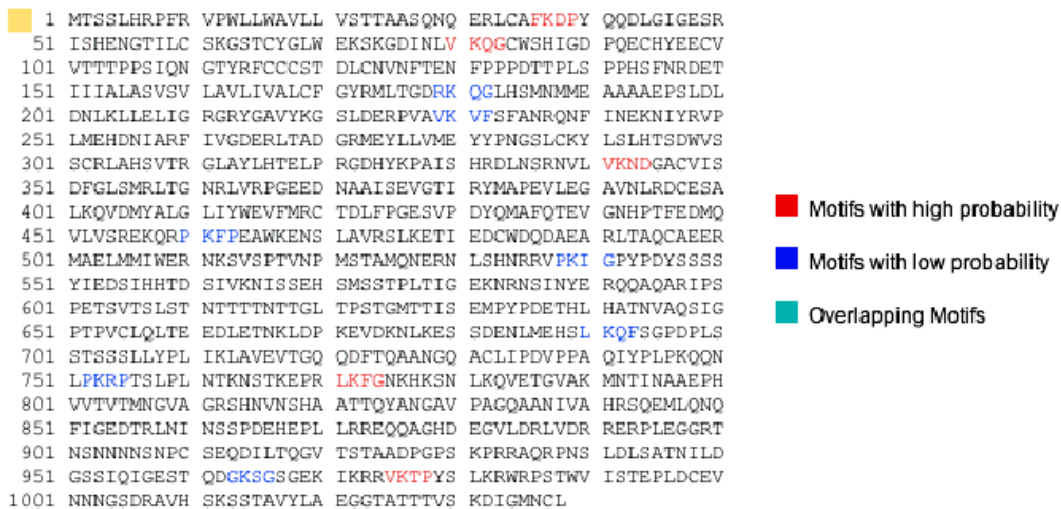 1 MTSSLHRPFR VPWLLWAVLL VSTTAASQNQ ERLCAFKDPY QQDLGIGESR
51 ISHENGTILC SKGSTCYGLW EKSKGDINLV KQGCWSHIGD PQECHYEECV
101 VTTTPPSIQN GTYRFCCCST DLCNVNFTEN FPPPDTTPLS PPHSFNRDET
151 IIIALASVSV LAVLIVALCF GYRMLTGDRK QGLHSMNMME AAAAEPSLDL
201 DNLKLLELIG RGRYGAVYKG SLDERPVAVK VFSFANRQNF INEKNIYRVP
251 LMEHDNIARF IVGDERLTAD GRMEYLLVME YYPNGSLCKY LSLHTSDWVS
301 SCRLAHSVTR GLAYLHTELP RGDHYKPAIS HRDLNSRNVL VKNDGACVIS
351 DFGLSMRLTG NRLVRPGEED NAAISEVGTI RYMAPEVLEG AVNLRDCESA
401 LKQVDMYALG LIYWEVFMRC TDLFPGESVP DYQMAFQTEV GNHPTFEDMQ
451 VLVSREKQRP KFPEAWKENS LAVRSLKETI EDCWDQDAEA RLTAQCAEER
501 MAELMMIWER NKSVSPTVNP MSTAMQNERN LSHNRRVPKI GPYPDYSSSS
551 YIEDSIHHTD SIVKNISSEH SMSSTPLTIG EKNRNSINYE RQQAQARIPS
601 PETSVTSLST NTTTTNTTGL TPSTGMTTIS EMPYPDETHL HATNVAQSIG
651 PTPVCLQLTE EDLETNKLDP KEVDKNLKES SDENLMEHSL KQFSGPDPLS
701 STSSSLLYPL IKLAVEVTGQ QDFTQAANGQ ACLIPDVPPA QIYPLPKQQN
751 LPKRPTSLPL NTKNSTKEPR LKFGNKHKSN LKQVETGVAK MNTINAAEPH
801 VVTVTMNGVA GRSHNVNSHA ATTQYANGAV PAGQAANIVA HRSQEMLQNQ
851 FIGEDTRLNI NSSPDEHEPL LRREQQAGHD EGVLDRLVDR RERPLEGGRT
901 NSNNNNSNPC SEQDILTQGV TSTAADPGPS KPRRAQRPNS LDLSATNILD
951 GSSIQIGEST QDGKSGSGEK IKRRVKTPYS LKRWRPSTWV ISTEPLDCEV
1001 NNNGSDRAVH SKSSTAVYLA EGGTATTTVS KDIGMNCL
Motifs with high probability
Motifs with low probability
Overlapping Motifs